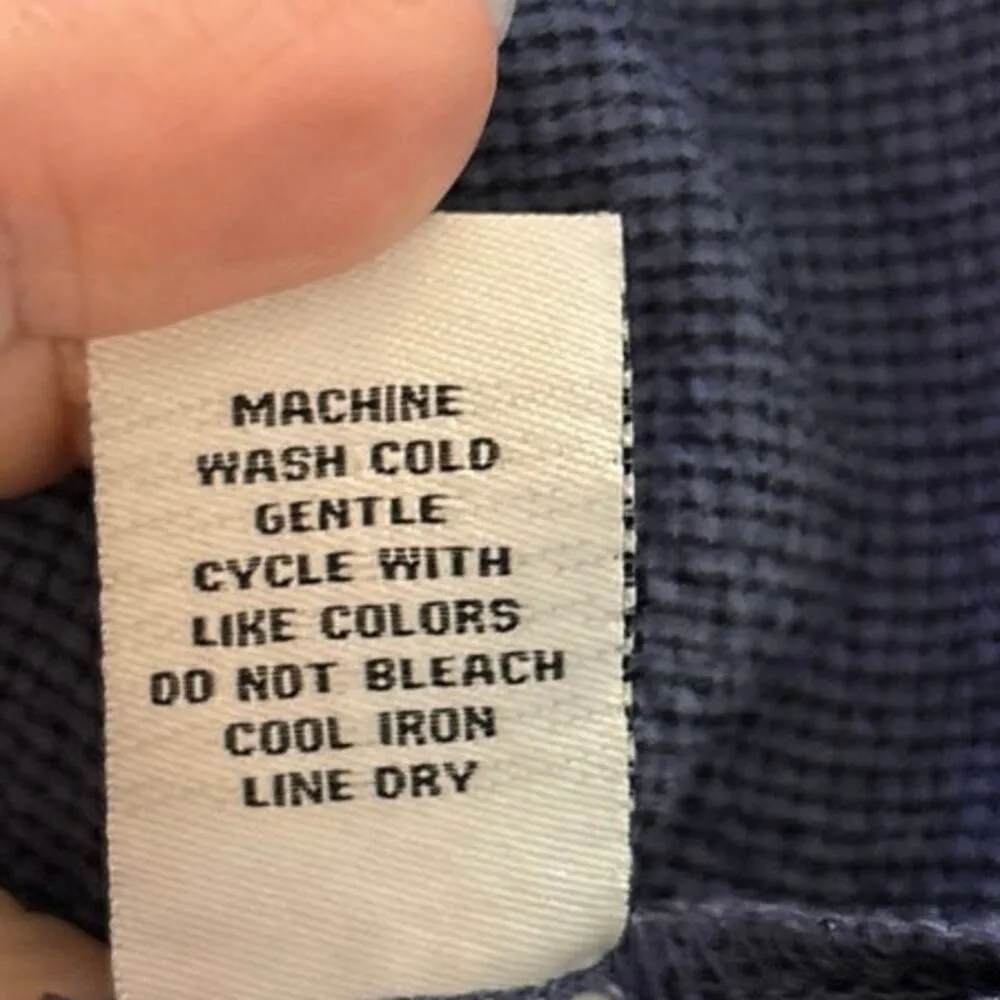 MACHINE
WASH COLD
GENTLE
CYCLE WITH
LIKE COLORS
DO NOT BLEACH
COOL IRON
LINE DRY